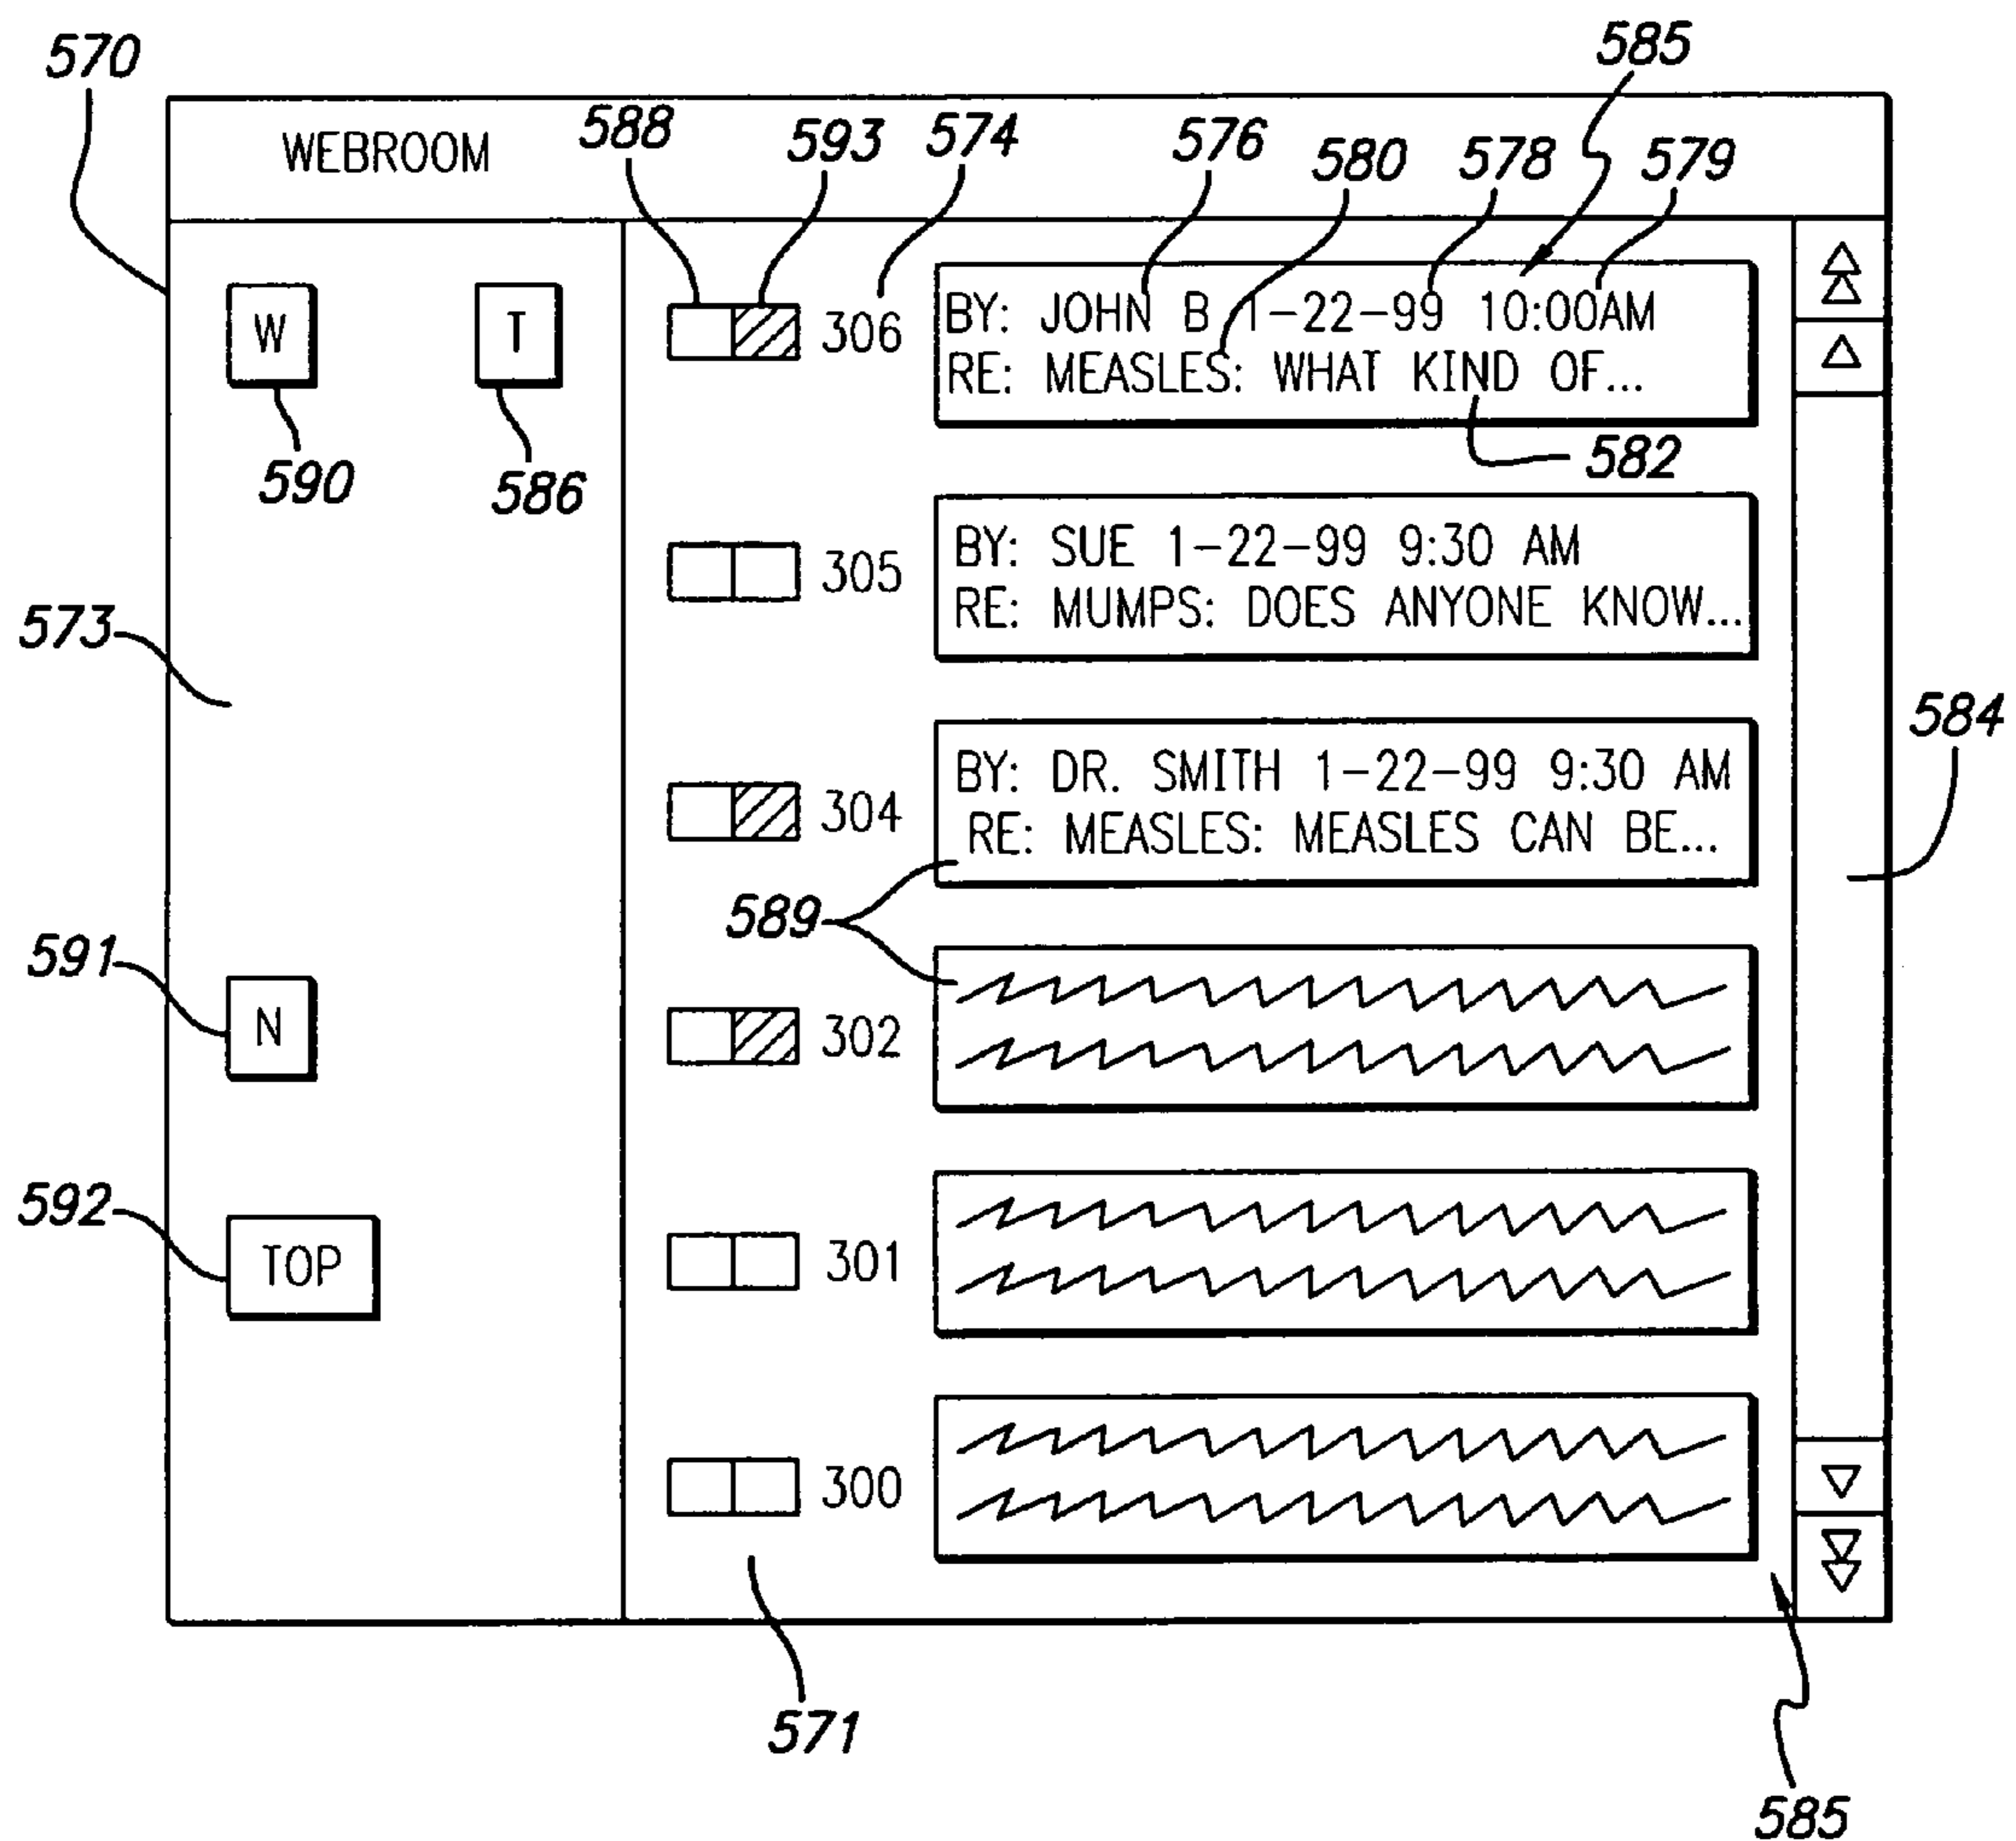 585
570
588 593 574 576 580 578 579
WEBROOM
W T
590 586
306
BY: JOHN B 1-22-99 10:00AM
RE: MEASLES: WHAT KIND OF...
582
305
BY: SUE 1-22-99 9:30 AM
RE: MUMPS: DOES ANYONE KNOW...
573
584
304
BY: DR. SMITH 1-22-99 9:30 AM
RE: MEASLES: MEASLES CAN BE...
589
591
N
302
592
TOP
301
300
571
585